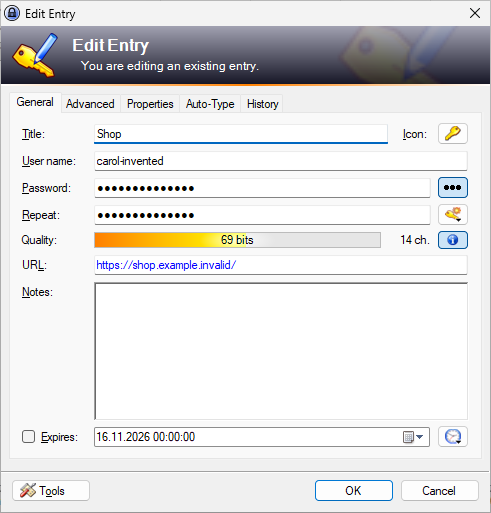 Edit Entry
Edit Entry
You are editing an existing entry.
General Advanced Properties Auto-Type History
Title: Shop Icon:
User name: carol-invented
Password: ●●●●●●●●●●●●●●
Repeat: ●●●●●●●●●●●●●●
Quality: 69 bits 14 ch.
URL: https://shop.example.invalid/
Notes:
Expires: 16.11.2026 00:00:00
Tools OK Cancel